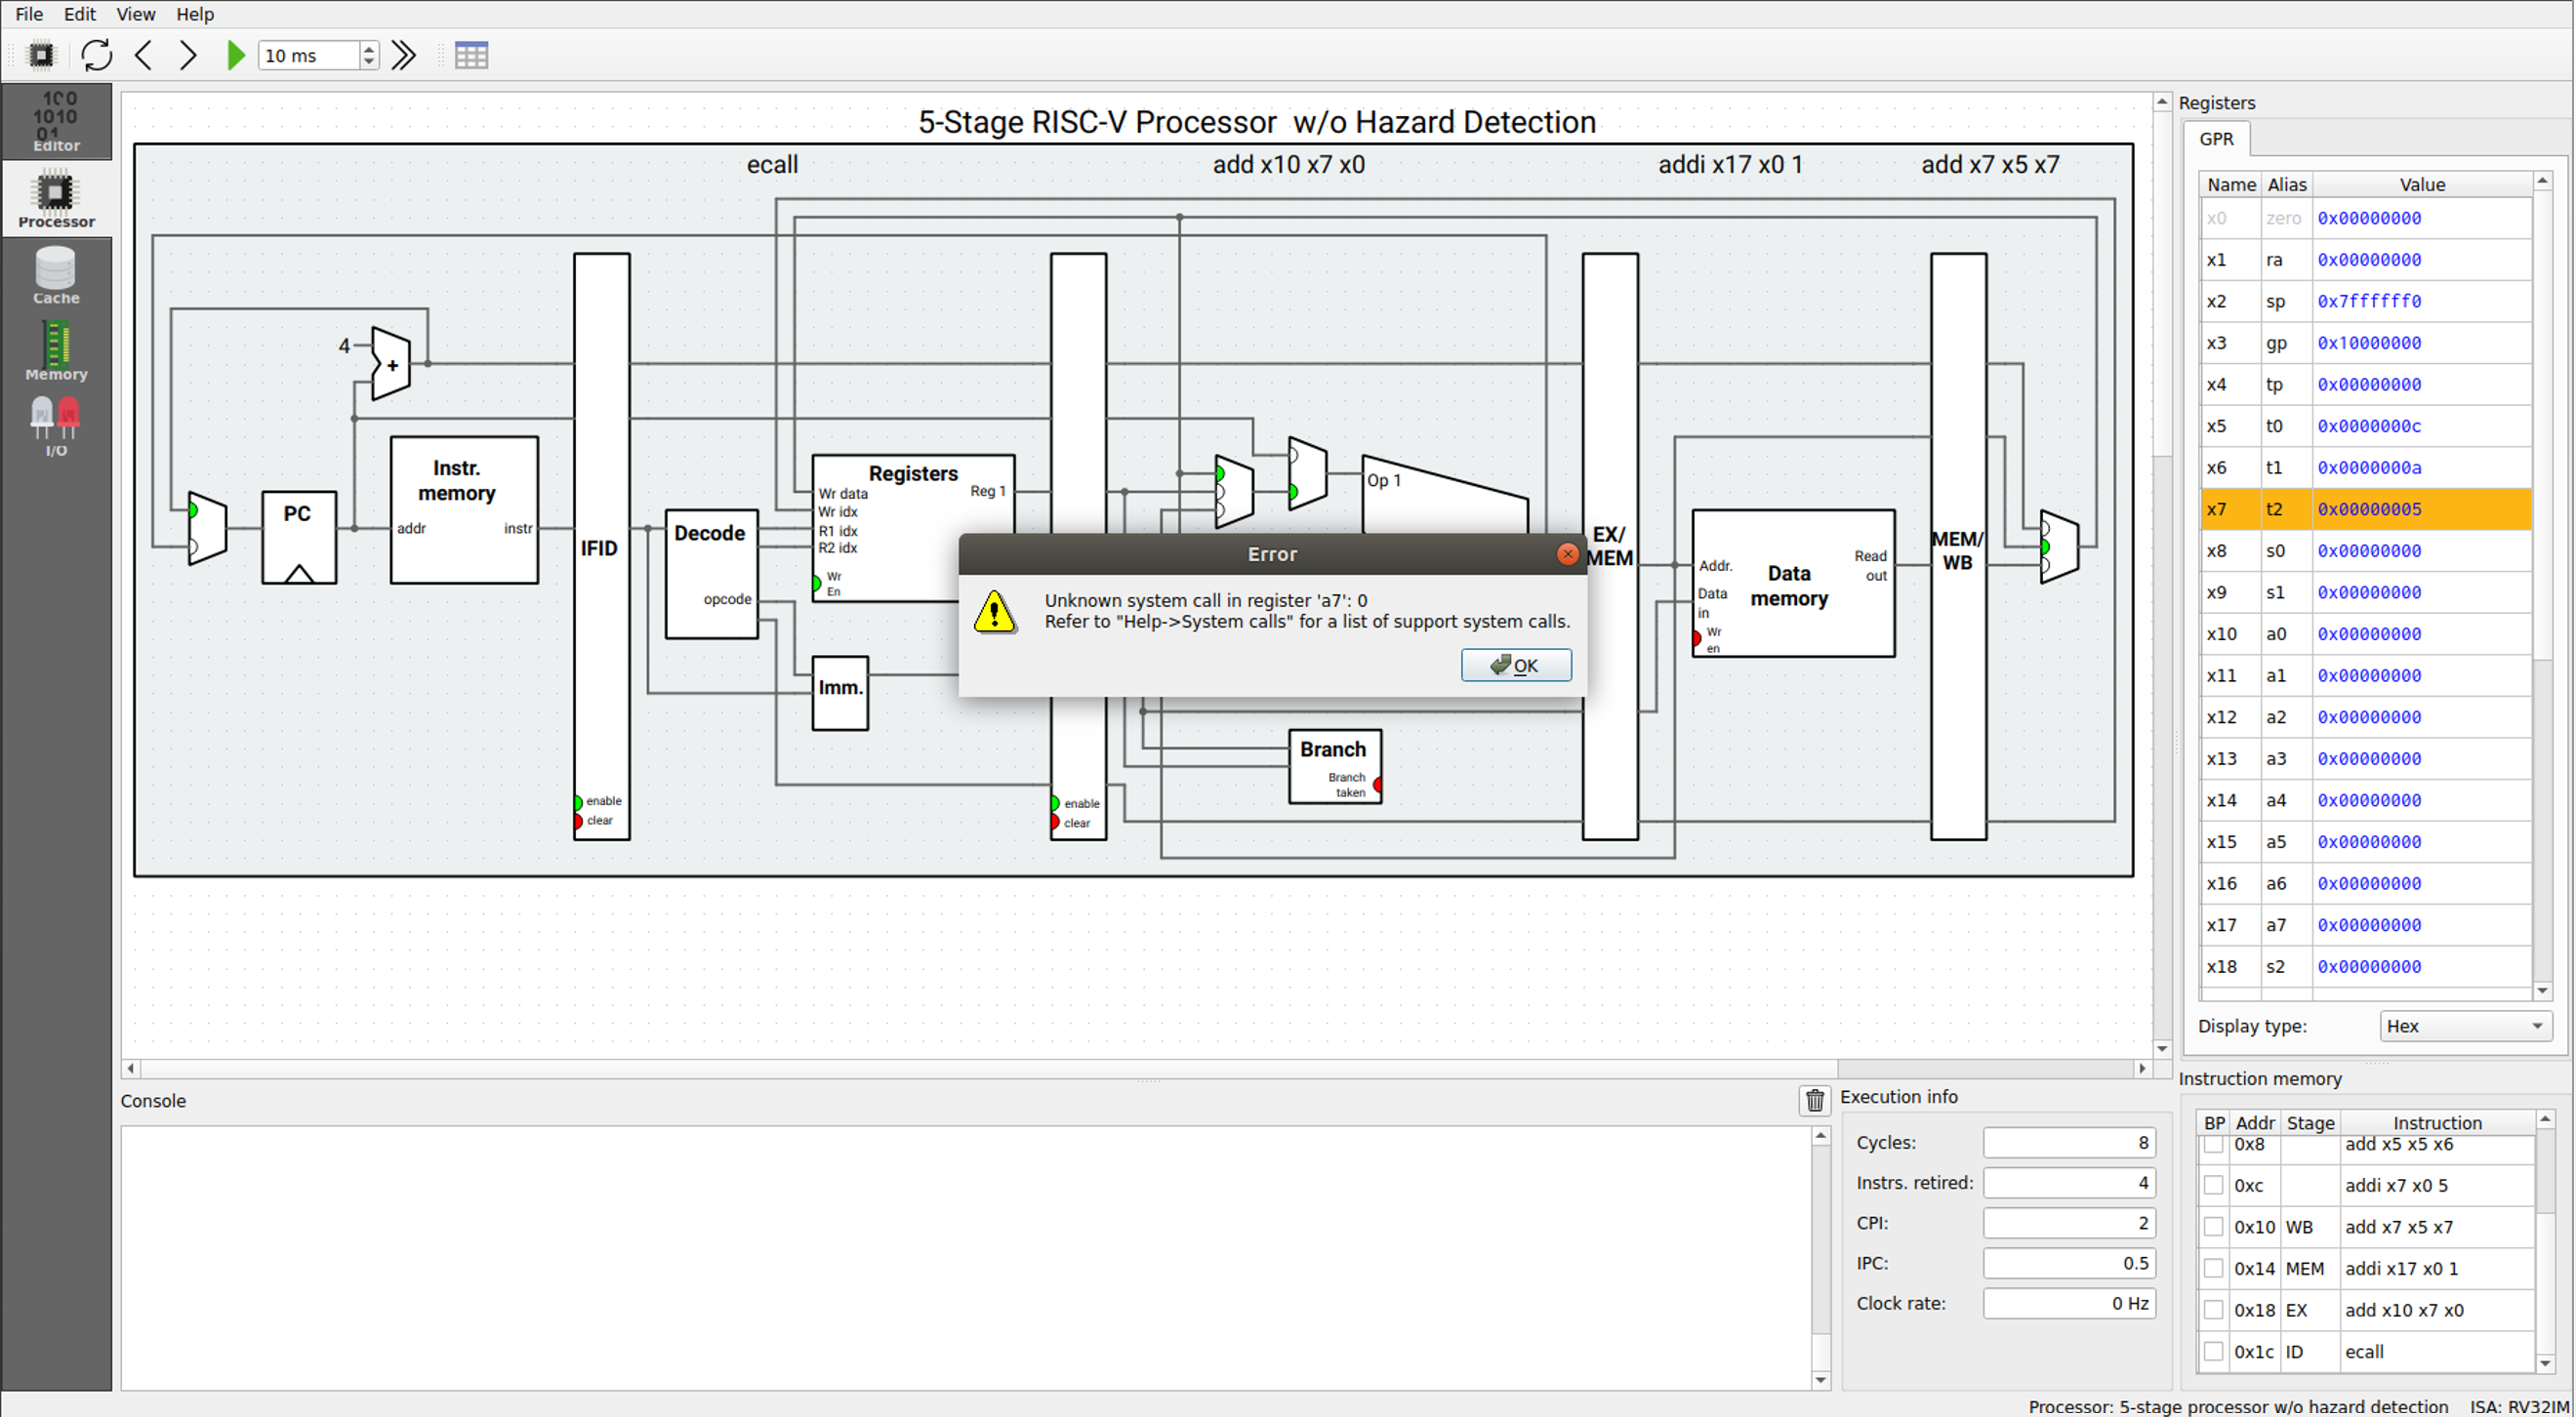 File Edit View Help
10 ms
100
1010
01
Editor
Processor
Cache
Memory
I/O
5-Stage RISC-V Processor w/o Hazard Detection
ecall add x10 x7 x0 addi x17 x0 1 add x7 x5 x7
4
+
Instr.
memory
addr instr
PC
IFID
enable
clear
Decode
opcode
Registers
Wr data
Wr idx
R1 idx
R2 idx
Wr
En
Reg 1
Imm.
enable
clear
Op 1
Branch
Branch
taken
EX/
MEM
Addr.
Data
in
Wr
en
Data
memory
Read
out
MEM/
WB
Error
Unknown system call in register 'a7': 0
Refer to "Help->System calls" for a list of support system calls.
OK
Registers
GPR
Name Alias Value
x0 zero 0x00000000
x1 ra 0x00000000
x2 sp 0x7ffffff0
x3 gp 0x10000000
x4 tp 0x00000000
x5 t0 0x0000000c
x6 t1 0x0000000a
x7 t2 0x00000005
x8 s0 0x00000000
x9 s1 0x00000000
x10 a0 0x00000000
x11 a1 0x00000000
x12 a2 0x00000000
x13 a3 0x00000000
x14 a4 0x00000000
x15 a5 0x00000000
x16 a6 0x00000000
x17 a7 0x00000000
x18 s2 0x00000000
Display type: Hex
Console
Execution info
Cycles: 8
Instrs. retired: 4
CPI: 2
IPC: 0.5
Clock rate: 0 Hz
Instruction memory
BP Addr Stage Instruction
0x8 add x5 x5 x6
0xc addi x7 x0 5
0x10 WB add x7 x5 x7
0x14 MEM addi x17 x0 1
0x18 EX add x10 x7 x0
0x1c ID ecall
Processor: 5-stage processor w/o hazard detection ISA: RV32IM